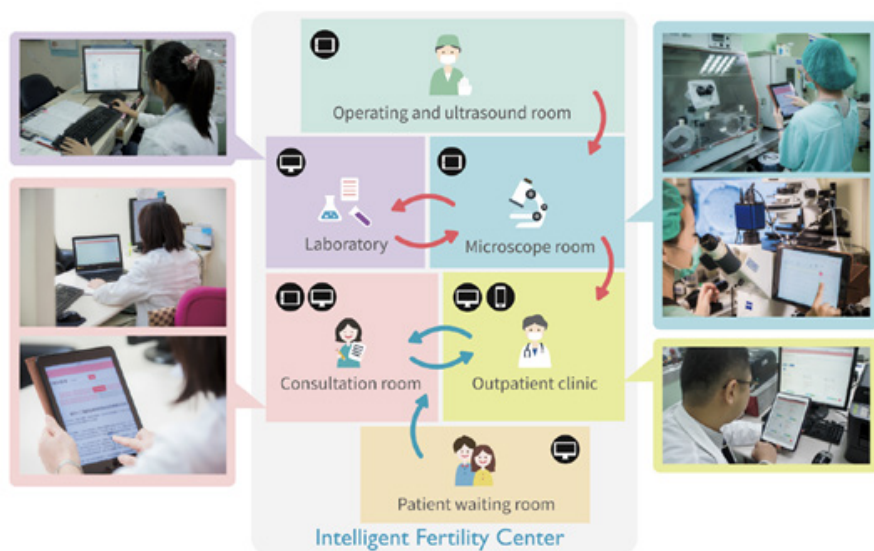 Operating and ultrasound room
Laboratory
Microscope room
Consultation room
Outpatient clinic
Patient waiting room
Intelligent Fertility Center